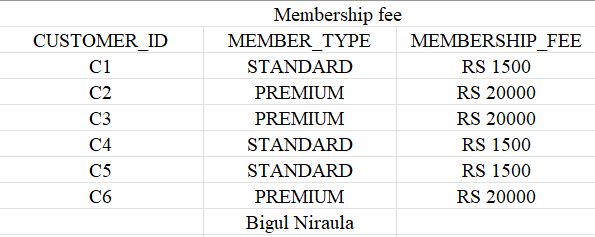 Membership fee
CUSTOMER_ID MEMBER_TYPE MEMBERSHIP_FEE
C1 STANDARD RS 1500
C2 PREMIUM RS 20000
C3 PREMIUM RS 20000
C4 STANDARD RS 1500
C5 STANDARD RS 1500
C6 PREMIUM RS 20000
Bigul Niraula